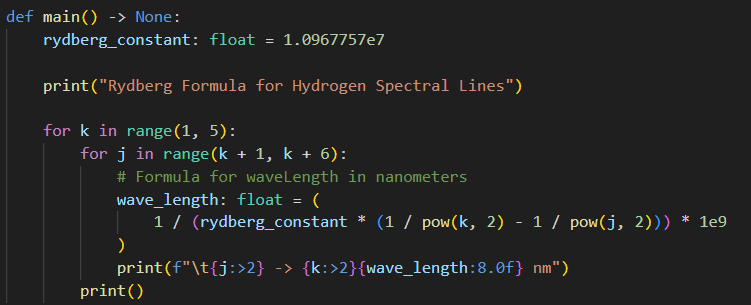 def main() -> None:
    rydberg_constant: float = 1.0967757e7

    print("Rydberg Formula for Hydrogen Spectral Lines")

    for k in range(1, 5):
        for j in range(k + 1, k + 6):
            # Formula for waveLength in nanometers
            wave_length: float = (
                1 / (rydberg_constant * (1 / pow(k, 2) - 1 / pow(j, 2))) * 1e9
            )
            print(f"\t{j:>2} -> {k:>2}{wave_length:8.0f} nm")
        print()